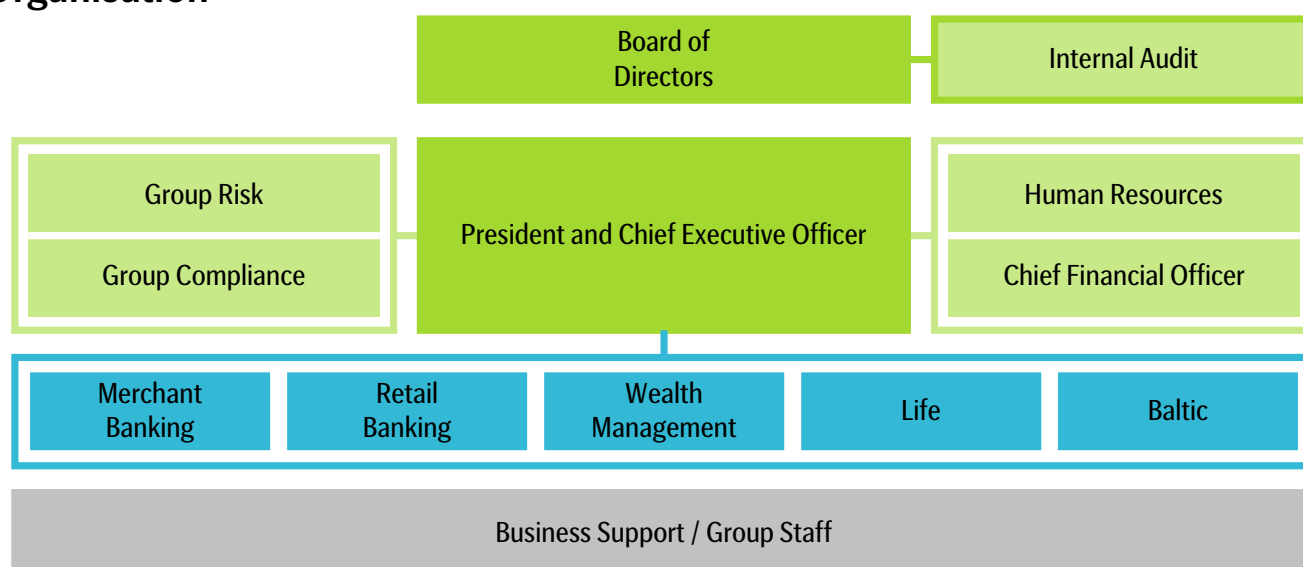 Board of
Directors
Internal Audit
Group Risk
Group Compliance
President and Chief Executive Officer
Human Resources
Chief Financial Officer
Merchant
Banking
Retail
Banking
Wealth
Management
Life
Baltic
Business Support / Group Staff